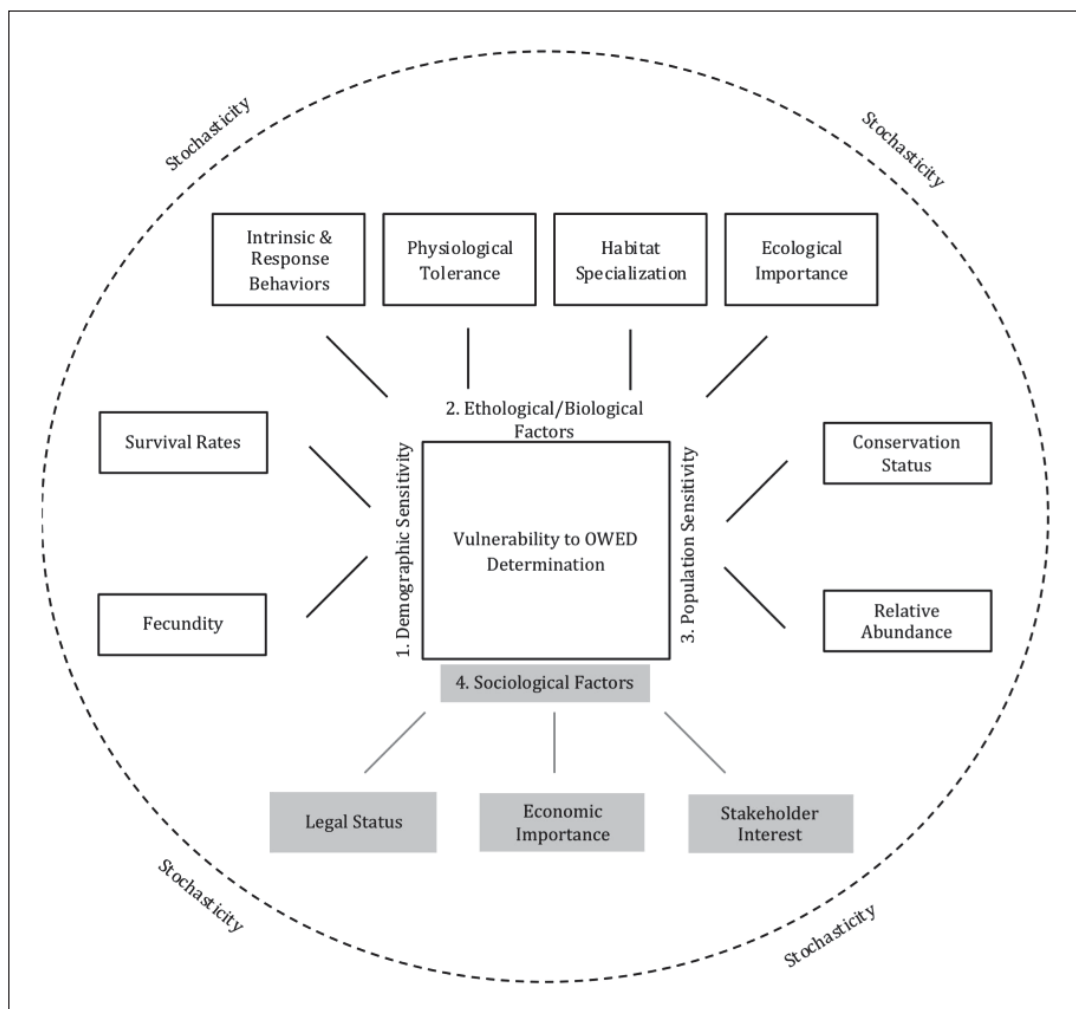 Stochasticity
Stochasticity
Intrinsic &
Response
Behaviors
Physiological
Tolerance
Habitat
Specialization
Ecological
Importance
2. Ethological/Biological
Factors
Survival Rates
Fecundity
1. Demographic Sensitivity
Vulnerability to OWED
Determination
3. Population Sensitivity
Conservation
Status
Relative
Abundance
4. Sociological Factors
Legal Status
Economic
Importance
Stakeholder
Interest
Stochasticity
Stochasticity